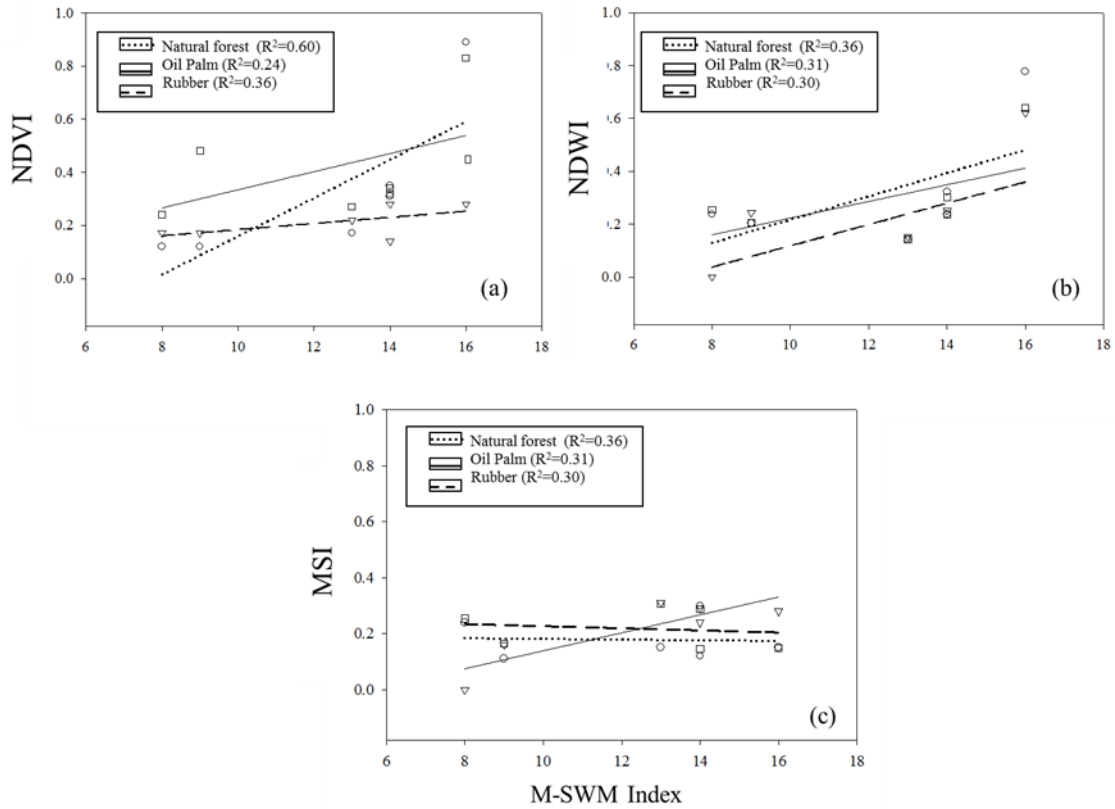 1.0
0.8
0.6
0.4
0.2
0.0
NDVI
Natural forest (R²=0.60)
Oil Palm (R²=0.24)
Rubber (R²=0.36)
(a)
6 8 10 12 14 16 18
1.0
).8
).6
).4
0.2
0.0
NDWI
Natural forest (R²=0.36)
Oil Palm (R²=0.31)
Rubber (R²=0.30)
(b)
6 8 10 12 14 16 18
1.0
0.8
0.6
0.4
0.2
0.0
MSI
Natural forest (R²=0.36)
Oil Palm (R²=0.31)
Rubber (R²=0.30)
(c)
6 8 10 12 14 16 18
M-SWM Index